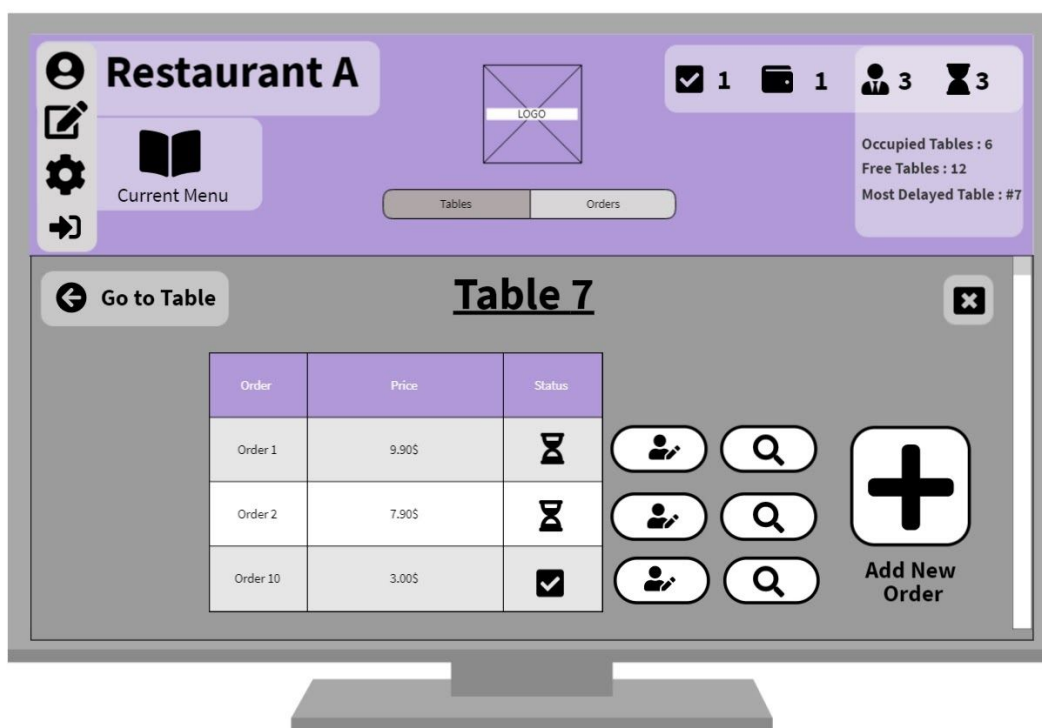 Restaurant A
1 1 3 3
LOGO
Occupied Tables : 6
Free Tables : 12
Most Delayed Table : #7
Current Menu
Tables Orders
Go to Table
Table 7
Order Price Status
Order 1 9.90$
Order 2 7.90$
Order 10 3.00$
Add New
Order